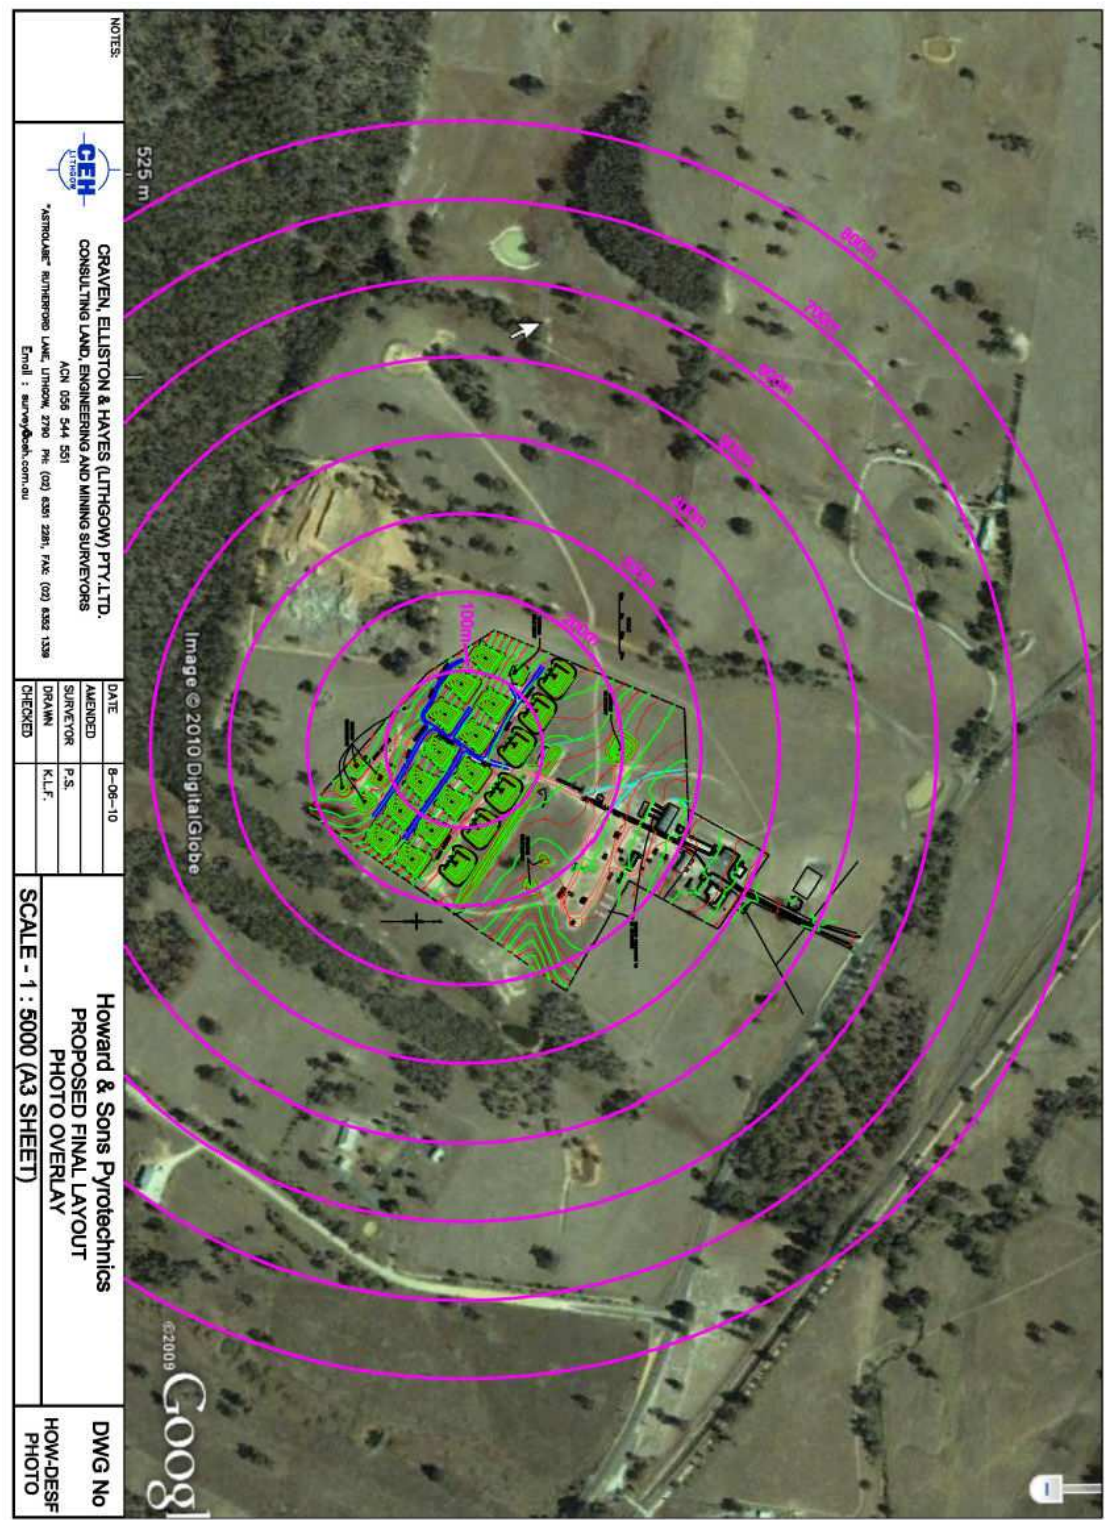 NOTES:
CEH
LITHGOW
CRAVEN, ELLISTON & HAYES (LITHGOW) PTY.LTD.
CONSULTING LAND, ENGINEERING AND MINING SURVEYORS
ACN 056 544 551
"ASTROLABE" RUTHERFORD LANE, LITHGOW, 2790 PH: (02) 6351 2281, FAX: (02) 6352 1339
Email : survey@ceh.com.au
DATE 8-06-10
AMENDED
SURVEYOR P.S.
DRAWN K.L.F.
CHECKED
Howard & Sons Pyrotechnics
PROPOSED FINAL LAYOUT
PHOTO OVERLAY
SCALE - 1 : 5000 (A3 SHEET)
DWG No
HOW-DESF
PHOTO
525 m
800m
700m
600m
500m
400m
300m
200m
100m
Image © 2010 DigitalGlobe
©2009 Googl